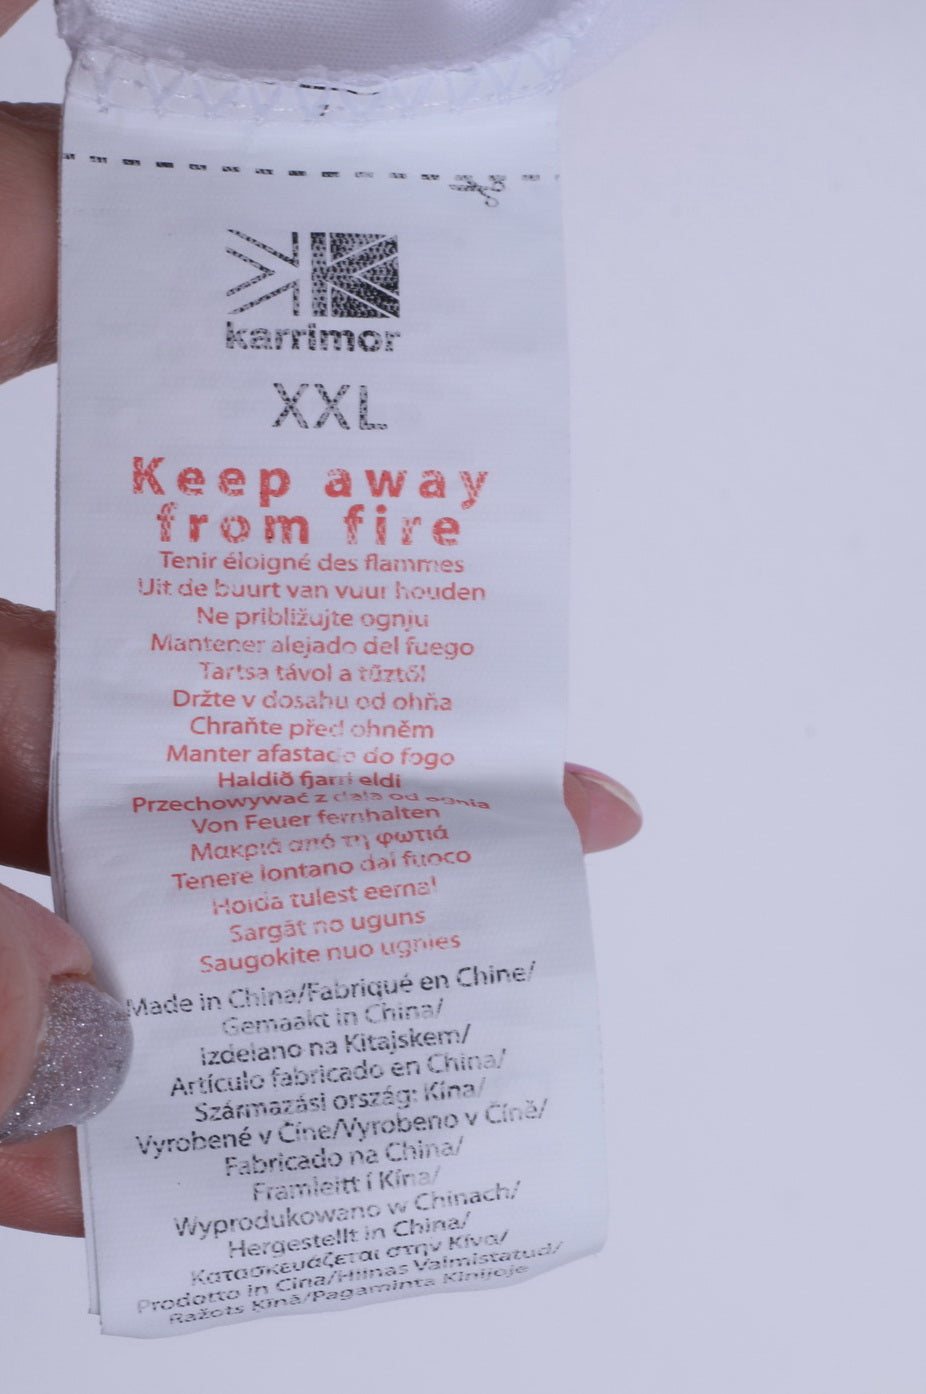 karrimor
XXL
Keep away
from fire
Tenir éloigné des flammes
Uit de buurt van vuur houden
Ne približujte ognju
Mantener alejado del fuego
Tartsa távol a tűztől
Držte v dosahu od ohňa
Chraňte před ohněm
Manter afastado do fogo
Haldið fjarri eldi
Przechowywać z dala od ognia
Von Feuer fernhalten
Μακριά από τη φωτιά
Tenere lontano dal fuoco
Hoida tulest eemal
Sargāt no uguns
Saugokite nuo ugnies
Made in China/Fabriqué en Chine/
Gemaakt in China/
Izdelano na Kitajskem/
Artículo fabricado en China/
Származási ország: Kína/
Vyrobené v Číne/Vyrobeno v Číně/
Fabricado na China/
Framleitt í Kína/
Wyprodukowano w Chinach/
Hergestellt in China/
Κατασκευάζεται στην Κίνα/
Prodotto in Cina/Hiinas Valmistatud/
Ražots Ķīnā/Pagaminta Kinijoje